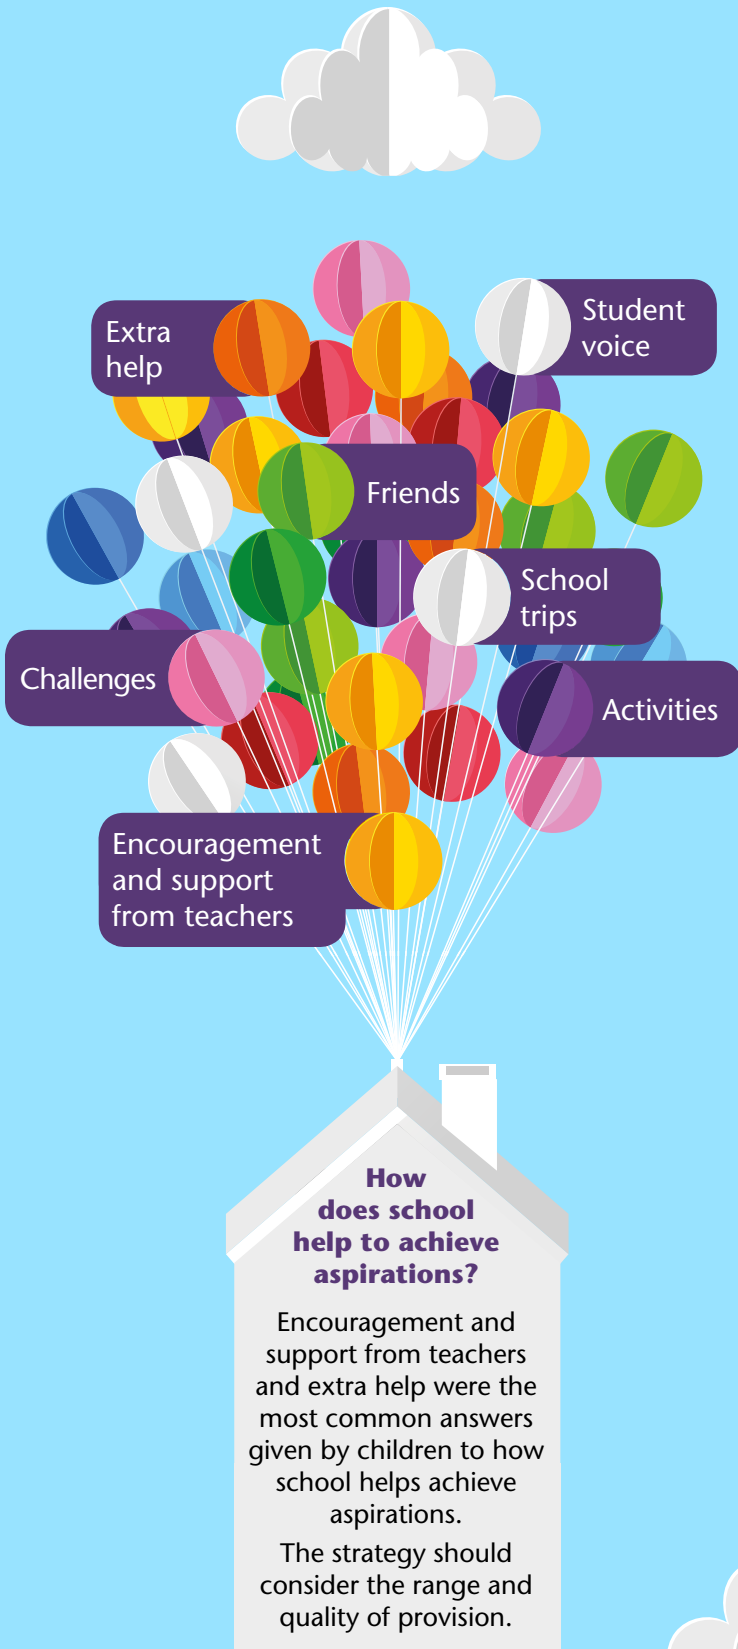 Extra
help
Student
voice
Friends
School
trips
Challenges
Activities
Encouragement
and support
from teachers
How
does school
help to achieve
aspirations?
Encouragement and
support from teachers
and extra help were the
most common answers
given by children to how
school helps achieve
aspirations.
The strategy should
consider the range and
quality of provision.